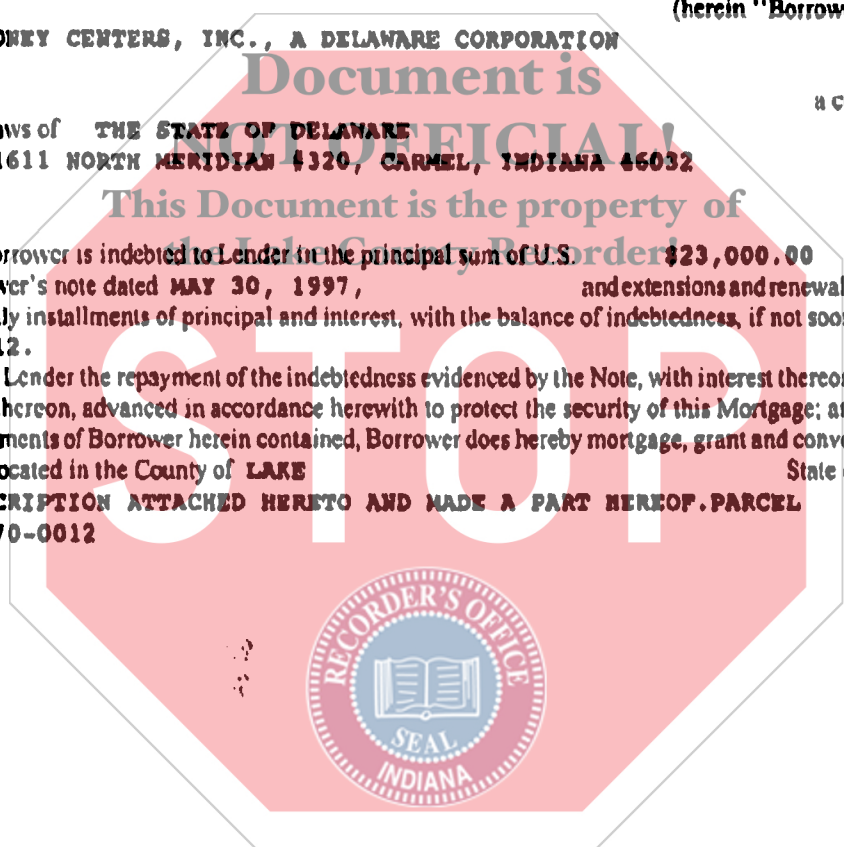 (herein "Borrow
ONEY CENTERS, INC., A DELAWARE CORPORATION
Document is
a c
aws of THE STATE OF DELAWARE
NOT OFFICIAL!
1611 NORTH MERIDIAN #320, CARMEL, INDIANA 46032
This Document is the property of
the Lake County Recorder!
orrower is indebted to Lender in the principal sum of U.S. $23,000.00
wer's note dated MAY 30, 1997, and extensions and renewal
ly installments of principal and interest, with the balance of indebtedness, if not soo
12.
Lender the repayment of the indebtedness evidenced by the Note, with interest thereo
hereon, advanced in accordance herewith to protect the security of this Mortgage; a
ments of Borrower herein contained, Borrower does hereby mortgage, grant and conv
ocated in the County of LAKE State
CRIPTION ATTACHED HERETO AND MADE A PART HEREOF.PARCEL
70-0012
STOP
RECORDER'S OFFICE
SEAL
INDIANA